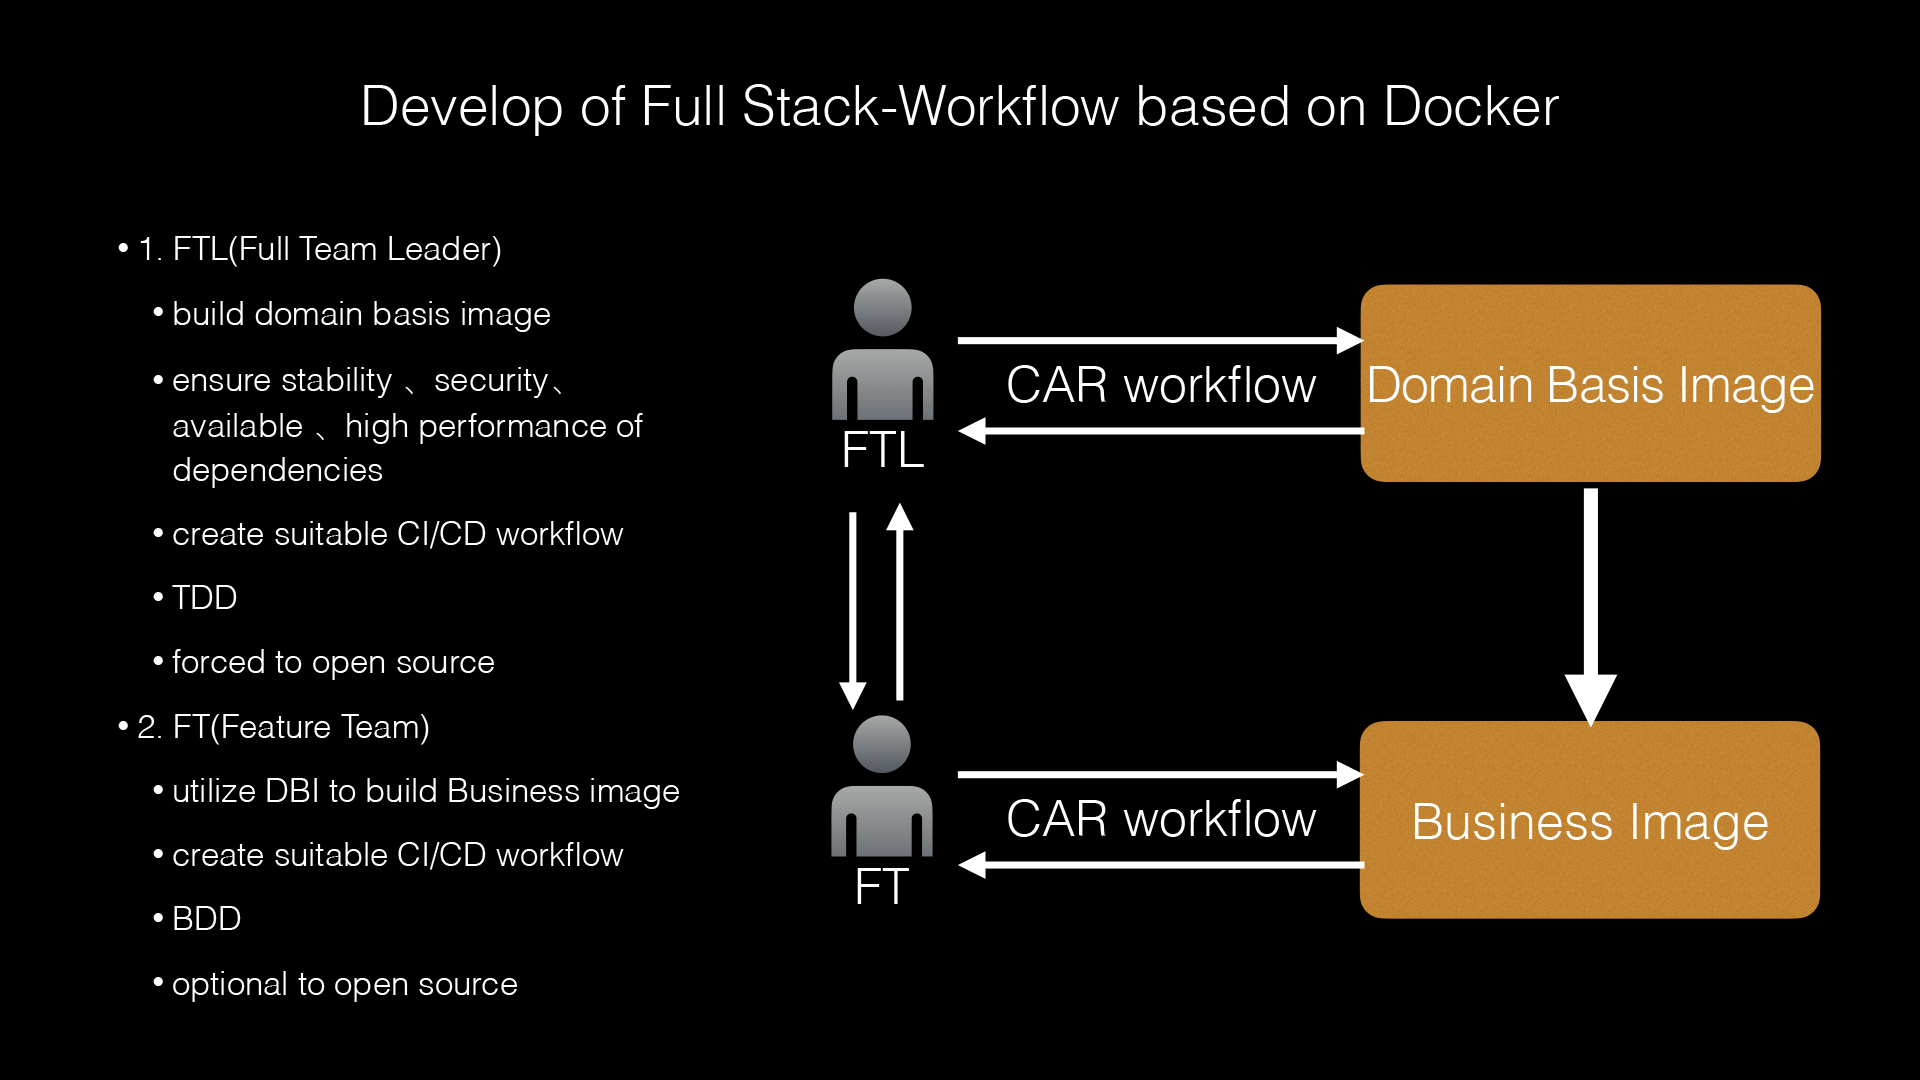 Develop of Full Stack-Workflow based on Docker
• 1. FTL(Full Team Leader)
• build domain basis image
• ensure stability 、security、
available 、high performance of
dependencies
• create suitable CI/CD workflow
• TDD
• forced to open source
• 2. FT(Feature Team)
• utilize DBI to build Business image
• create suitable CI/CD workflow
• BDD
• optional to open source
CAR workflow
Domain Basis Image
FTL
CAR workflow
Business Image
FT